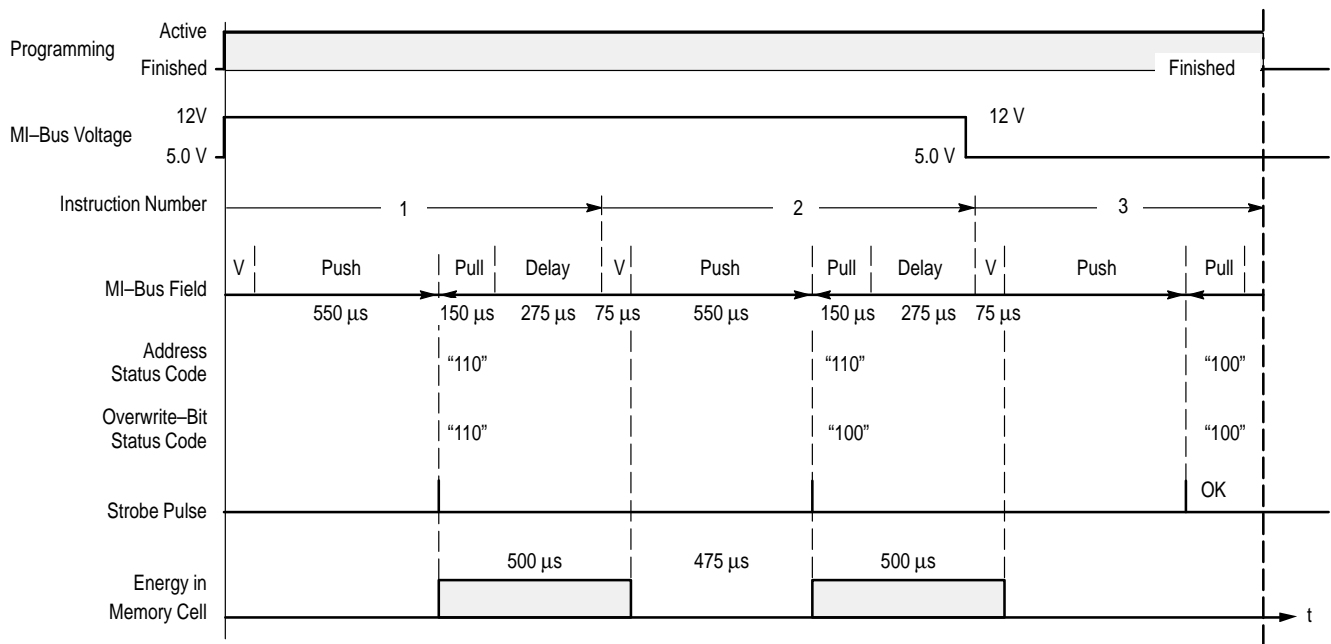 Active
Programming
Finished
Finished
12V
12 V
MI–Bus Voltage
5.0 V
5.0 V
Instruction Number
1
2
3
V
Push
Pull
Delay
V
Push
Pull
Delay
V
Push
Pull
MI–Bus Field
550 µs
150 µs
275 µs
75 µs
550 µs
150 µs
275 µs
75 µs
Address
Status Code
“110”
“110”
“100”
Overwrite–Bit
Status Code
“110”
“100”
“100”
OK
Strobe Pulse
500 µs
475 µs
500 µs
Energy in
Memory Cell
t